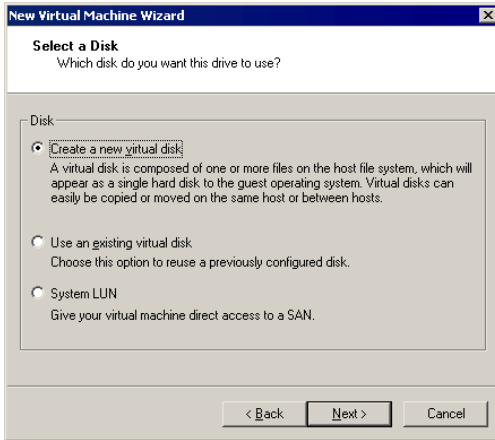 New Virtual Machine Wizard
Select a Disk
Which disk do you want this drive to use?
Disk
Create a new virtual disk
A virtual disk is composed of one or more files on the host file system, which will
appear as a single hard disk to the guest operating system. Virtual disks can
easily be copied or moved on the same host or between hosts.
Use an existing virtual disk
Choose this option to reuse a previously configured disk.
System LUN
Give your virtual machine direct access to a SAN.
< Back Next > Cancel